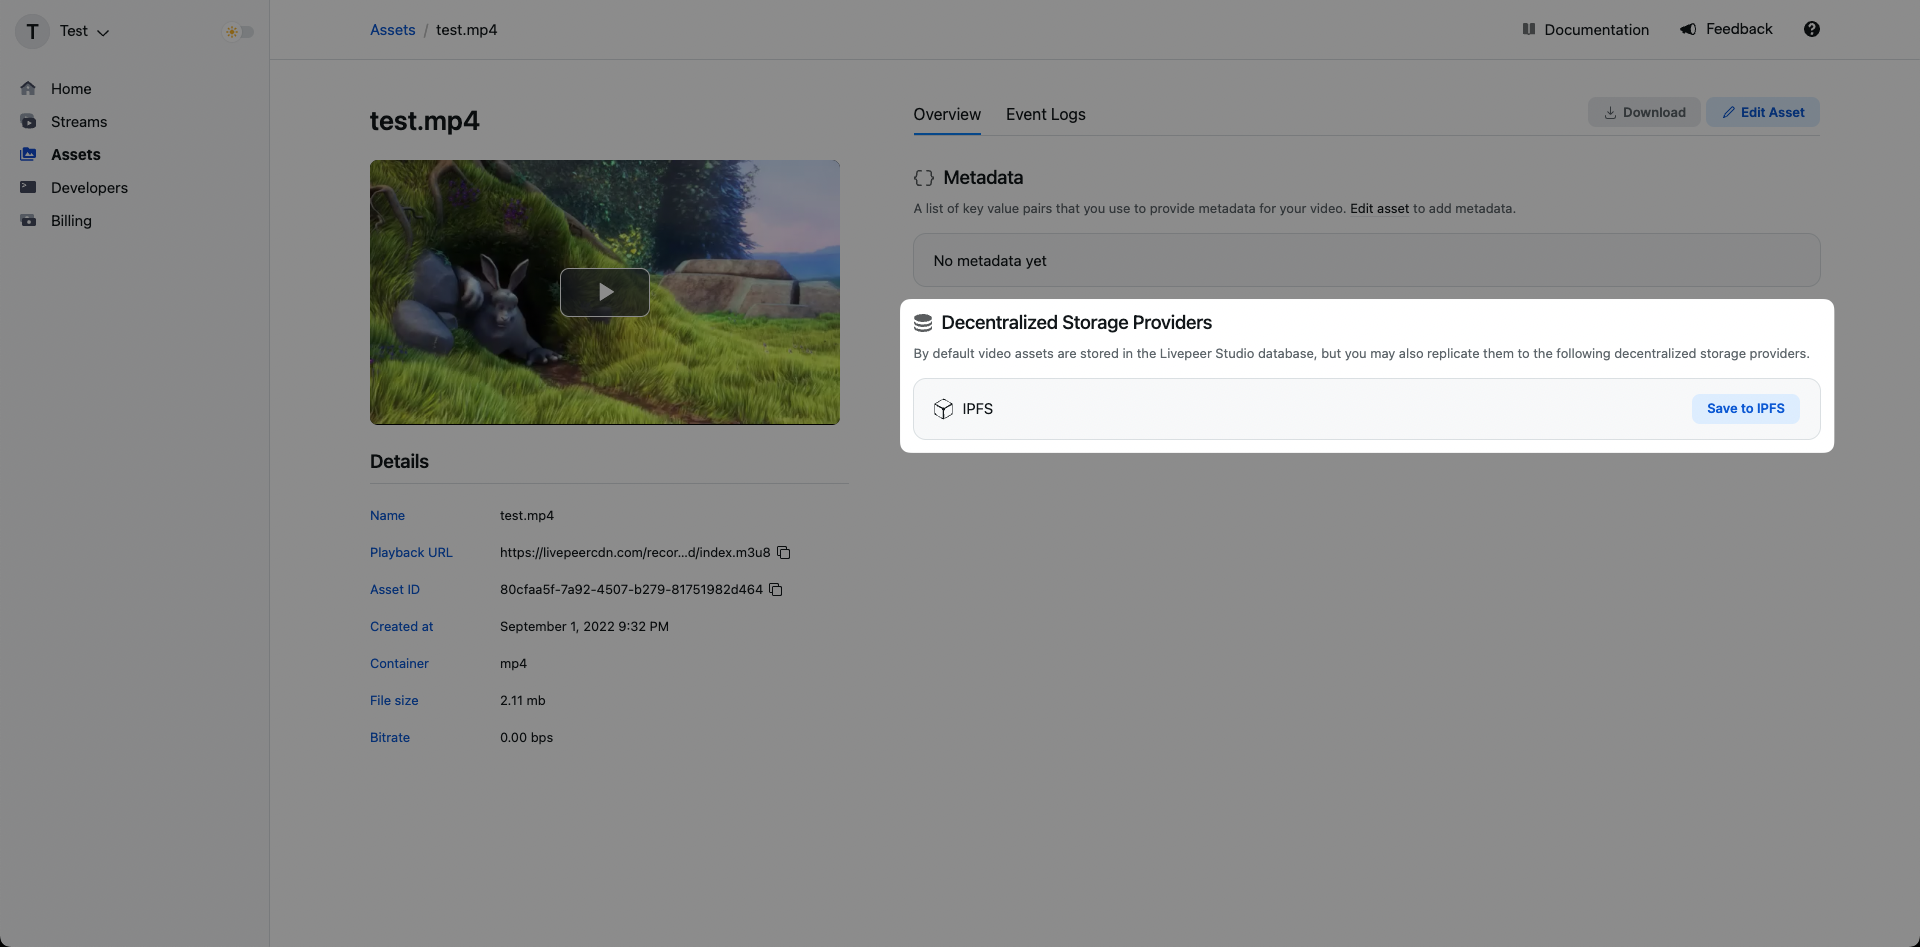 T
Test
Home
Streams
Assets
Developers
Billing
Assets / test.mp4
Documentation
Feedback
?
test.mp4
Details
Name test.mp4
Playback URL https://livepeercdn.com/recor...d/index.m3u8
Asset ID 80cfaa5f-7a92-4507-b279-81751982d464
Created at September 1, 2022 9:32 PM
Container mp4
File size 2.11 mb
Bitrate 0.00 bps
Overview Event Logs
Download
Edit Asset
{} Metadata
A list of key value pairs that you use to provide metadata for your video. Edit asset to add metadata.
No metadata yet
Decentralized Storage Providers
By default video assets are stored in the Livepeer Studio database, but you may also replicate them to the following decentralized storage providers.
IPFS
Save to IPFS